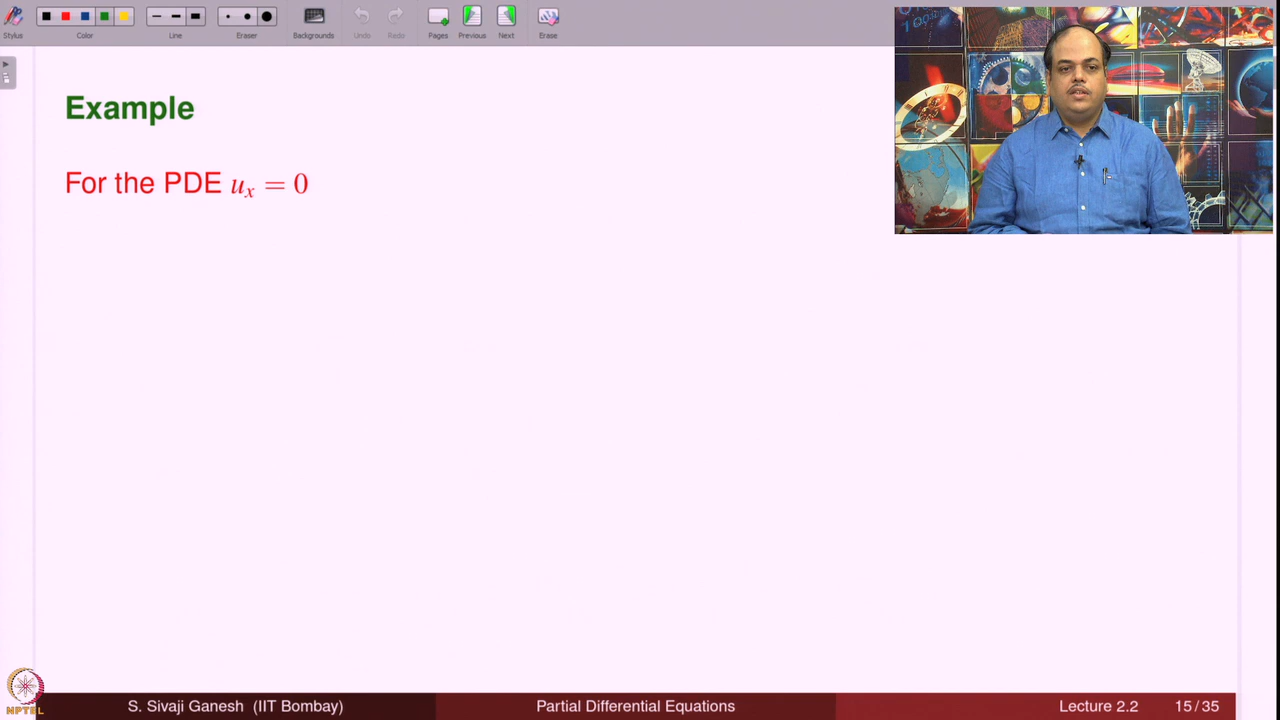 Stylus
Color
Line
Eraser
Backgrounds
Undo
Redo
Pages
Previous
Next
Erase
Example
For the PDE $u_x = 0$
NPTEL
S. Sivaji Ganesh (IIT Bombay)
Partial Differential Equations
Lecture 2.2
15 / 35